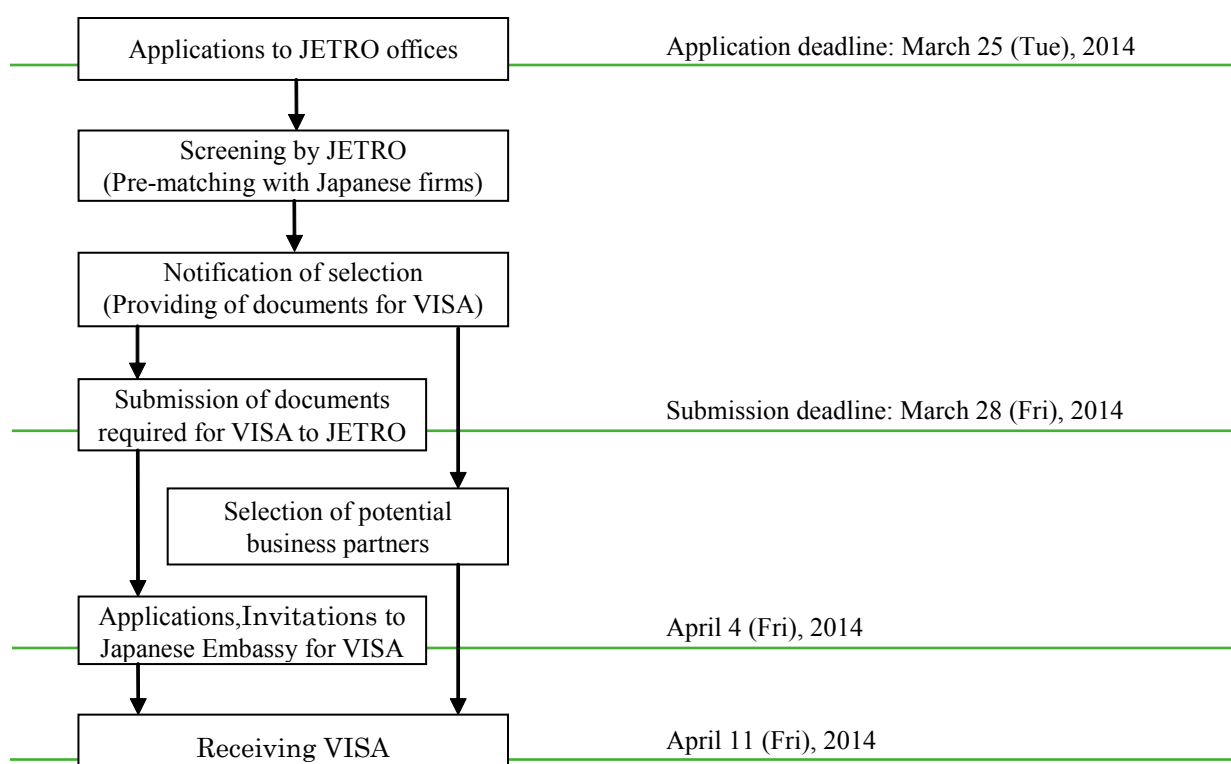 Applications to JETRO offices
Application deadline: March 25 (Tue), 2014
Screening by JETRO
(Pre-matching with Japanese firms)
Notification of selection
(Providing of documents for VISA)
Submission of documents
required for VISA to JETRO
Submission deadline: March 28 (Fri), 2014
Selection of potential
business partners
Applications,Invitations to
Japanese Embassy for VISA
April 4 (Fri), 2014
Receiving VISA
April 11 (Fri), 2014